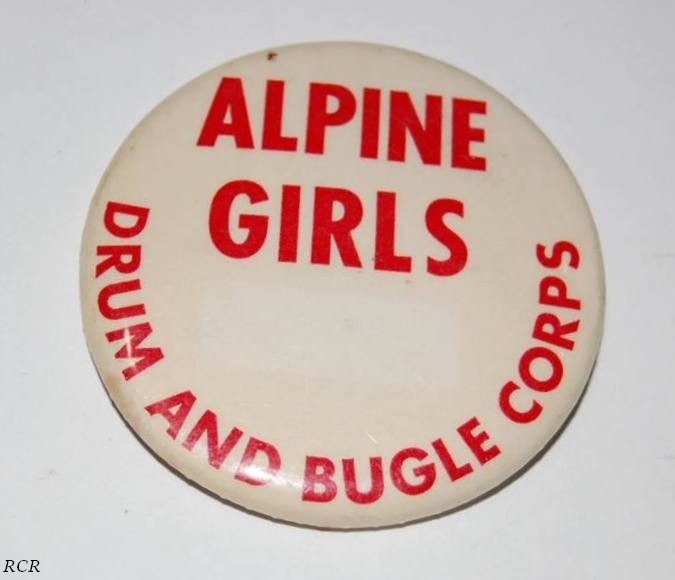 ALPINE
GIRLS
DRUM AND BUGLE CORPS
RCR